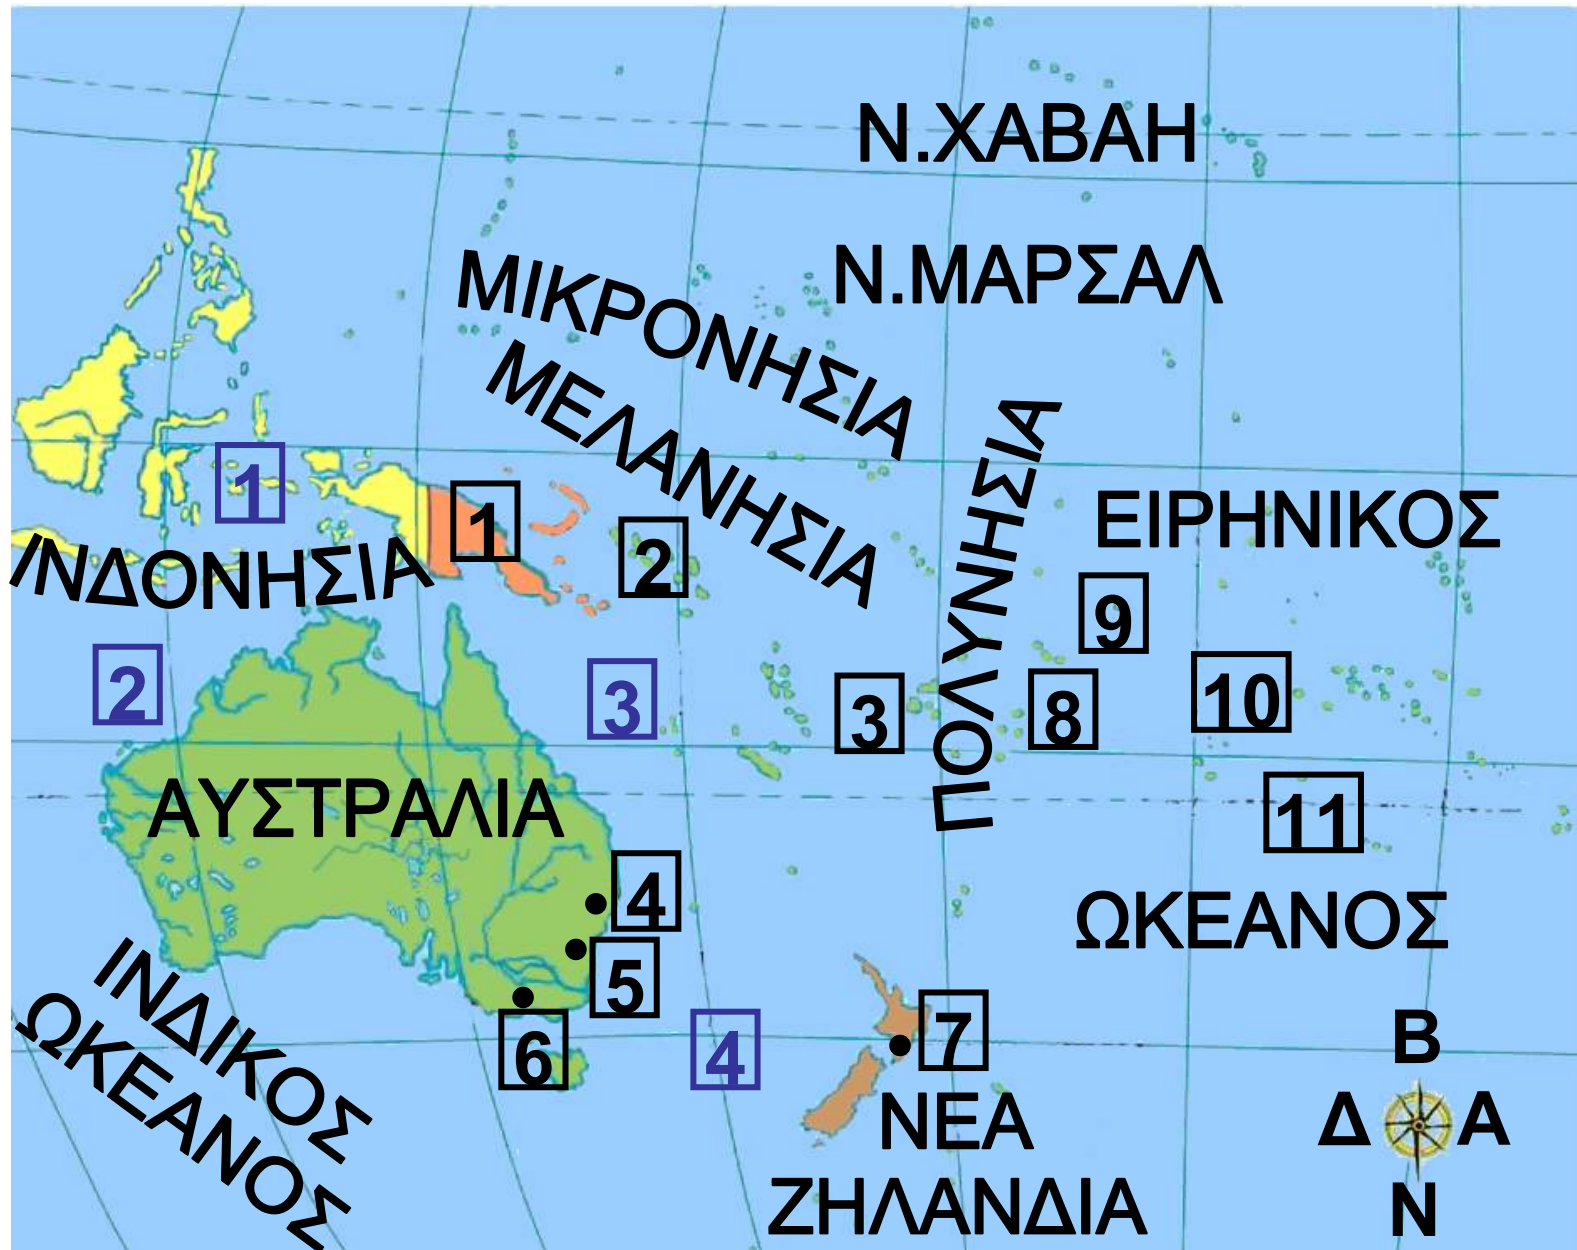 Ν.ΧΑΒΑΗ
Ν.ΜΑΡΣΑΛ
ΜΙΚΡΟΝΗΣΙΑ
ΜΕΛΑΝΗΣΙΑ
ΠΟΛΥΝΗΣΙΑ
1
1
2
ΕΙΡΗΝΙΚΟΣ
ΙΝΔΟΝΗΣΙΑ
9
2
3
3
8
10
ΑΥΣΤΡΑΛΙΑ
11
4
ΩΚΕΑΝΟΣ
5
ΙΝΔΙΚΟΣ
ΩΚΕΑΝΟΣ
6
4
7
ΝΕΑ
ΖΗΛΑΝΔΙΑ
Β
Δ Α
Ν